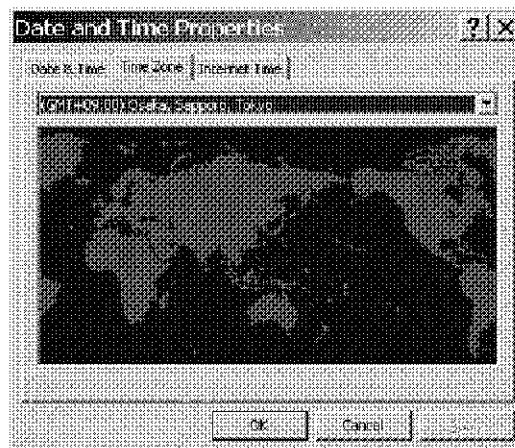 Date and Time Properties
Date & Time Time Zone Internet Time
(GMT+09:00) Osaka, Sapporo, Tokyo
OK Cancel